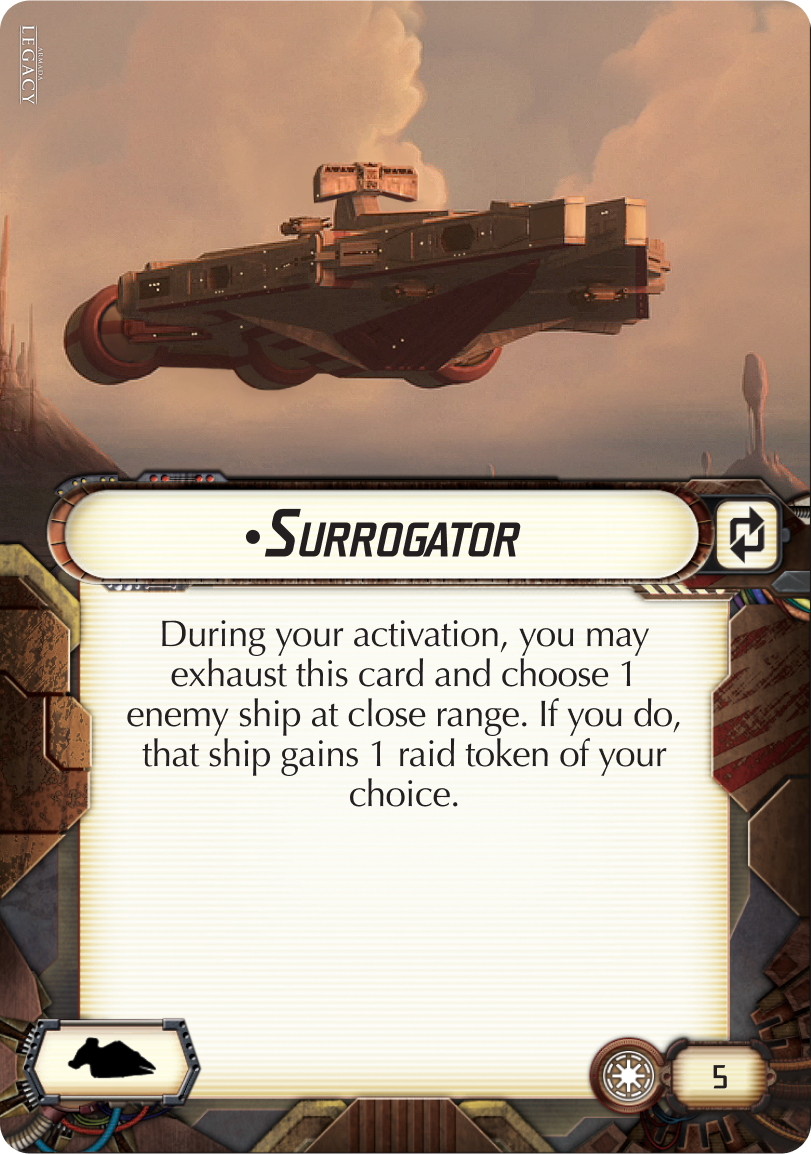 ARMADA
LEGACY
•SURROGATOR
During your activation, you may
exhaust this card and choose 1
enemy ship at close range. If you do,
that ship gains 1 raid token of your
choice.
5